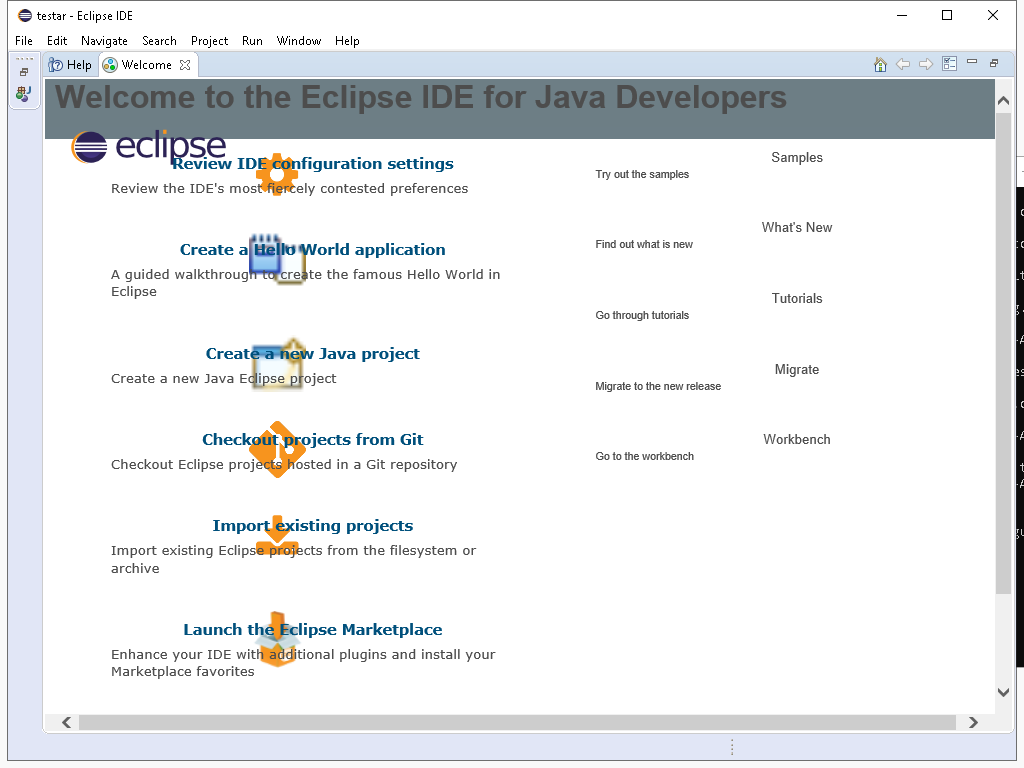 testar - Eclipse IDE
File Edit Navigate Search Project Run Window Help
Help Welcome
Welcome to the Eclipse IDE for Java Developers
eclipse
Review IDE configuration settings
Review the IDE's most fiercely contested preferences
Create a Hello World application
A guided walkthrough to create the famous Hello World in
Eclipse
Create a new Java project
Create a new Java Eclipse project
Checkout projects from Git
Checkout Eclipse projects hosted in a Git repository
Import existing projects
Import existing Eclipse projects from the filesystem or
archive
Launch the Eclipse Marketplace
Enhance your IDE with additional plugins and install your
Marketplace favorites
Samples
Try out the samples
What's New
Find out what is new
Tutorials
Go through tutorials
Migrate
Migrate to the new release
Workbench
Go to the workbench